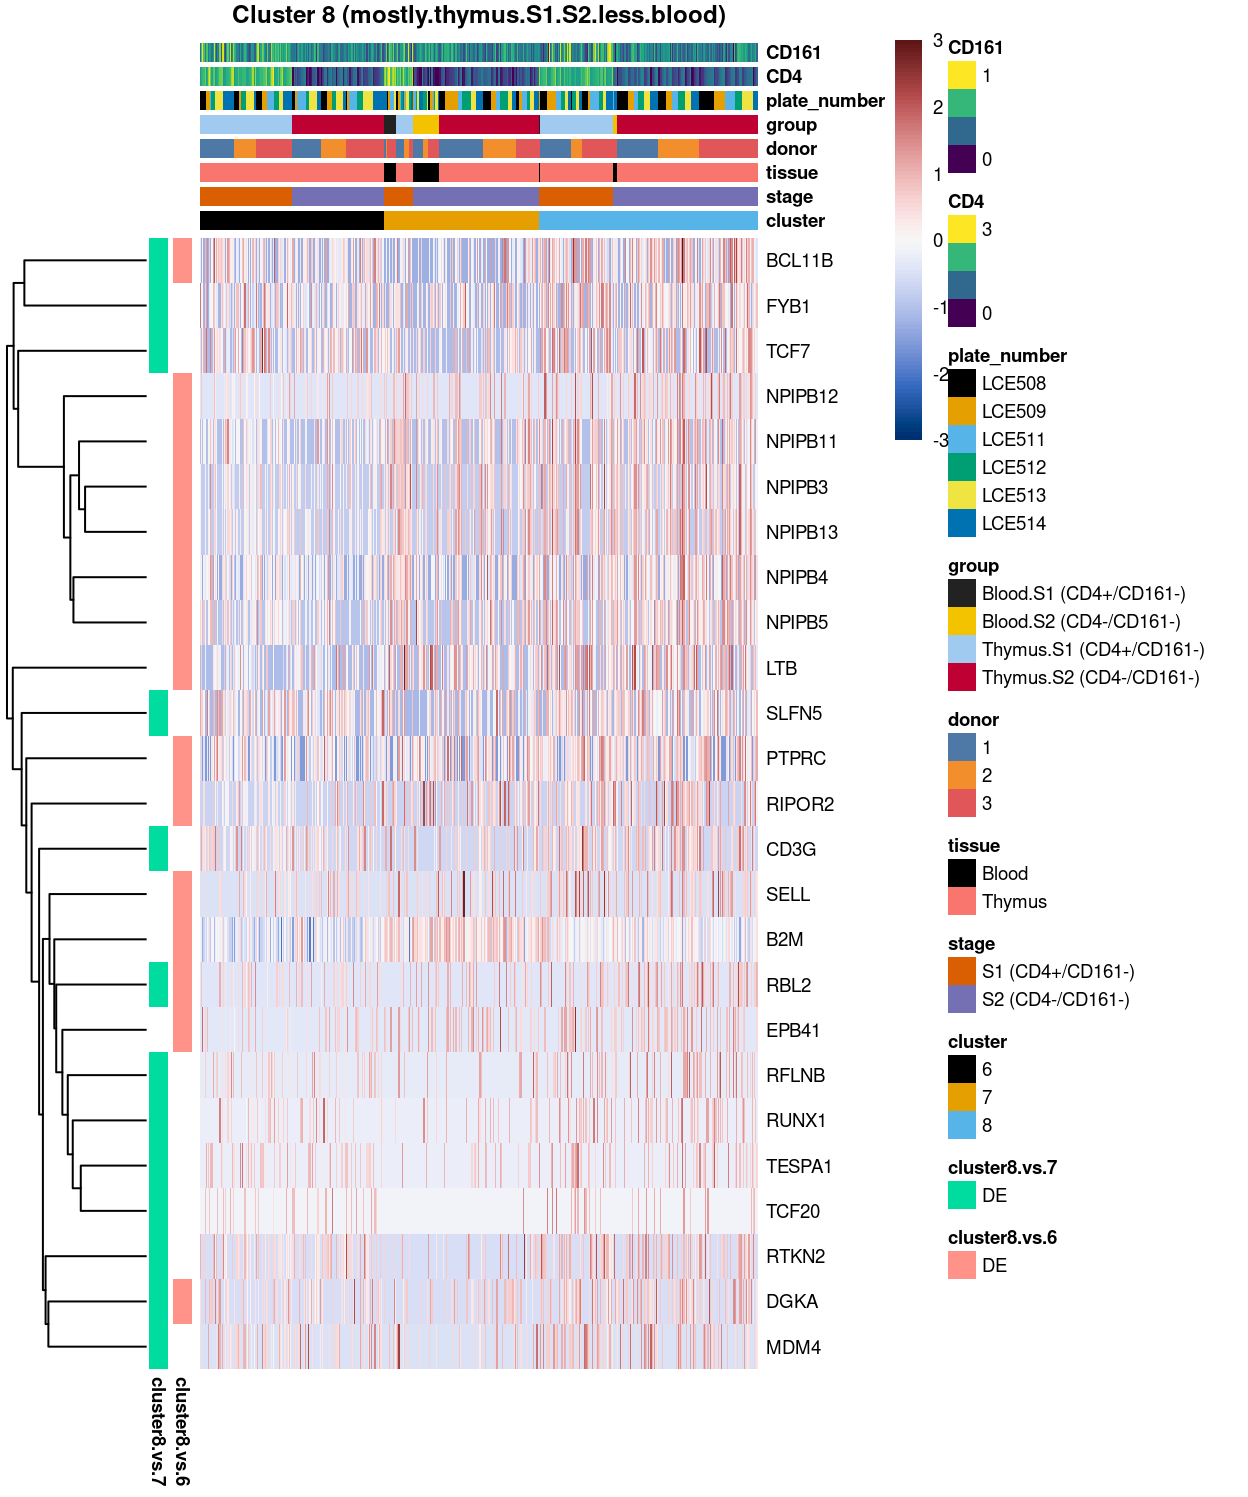 Cluster 8 (mostly.thymus.S1.S2.less.blood)
CD161
CD4
plate_number
group
donor
tissue
stage
cluster
BCL11B
FYB1
TCF7
NPIPB12
NPIPB11
NPIPB3
NPIPB13
NPIPB4
NPIPB5
LTB
SLFN5
PTPRC
RIPOR2
CD3G
SELL
B2M
RBL2
EPB41
RFLNB
RUNX1
TESPA1
TCF20
RTKN2
DGKA
MDM4
cluster8.vs.7
cluster8.vs.6
3
2
1
0
-1
-2
-3
CD161
1
0
CD4
3
0
plate_number
LCE508
LCE509
LCE511
LCE512
LCE513
LCE514
group
Blood.S1 (CD4+/CD161-)
Blood.S2 (CD4-/CD161-)
Thymus.S1 (CD4+/CD161-)
Thymus.S2 (CD4-/CD161-)
donor
1
2
3
tissue
Blood
Thymus
stage
S1 (CD4+/CD161-)
S2 (CD4-/CD161-)
cluster
6
7
8
cluster8.vs.7
DE
cluster8.vs.6
DE